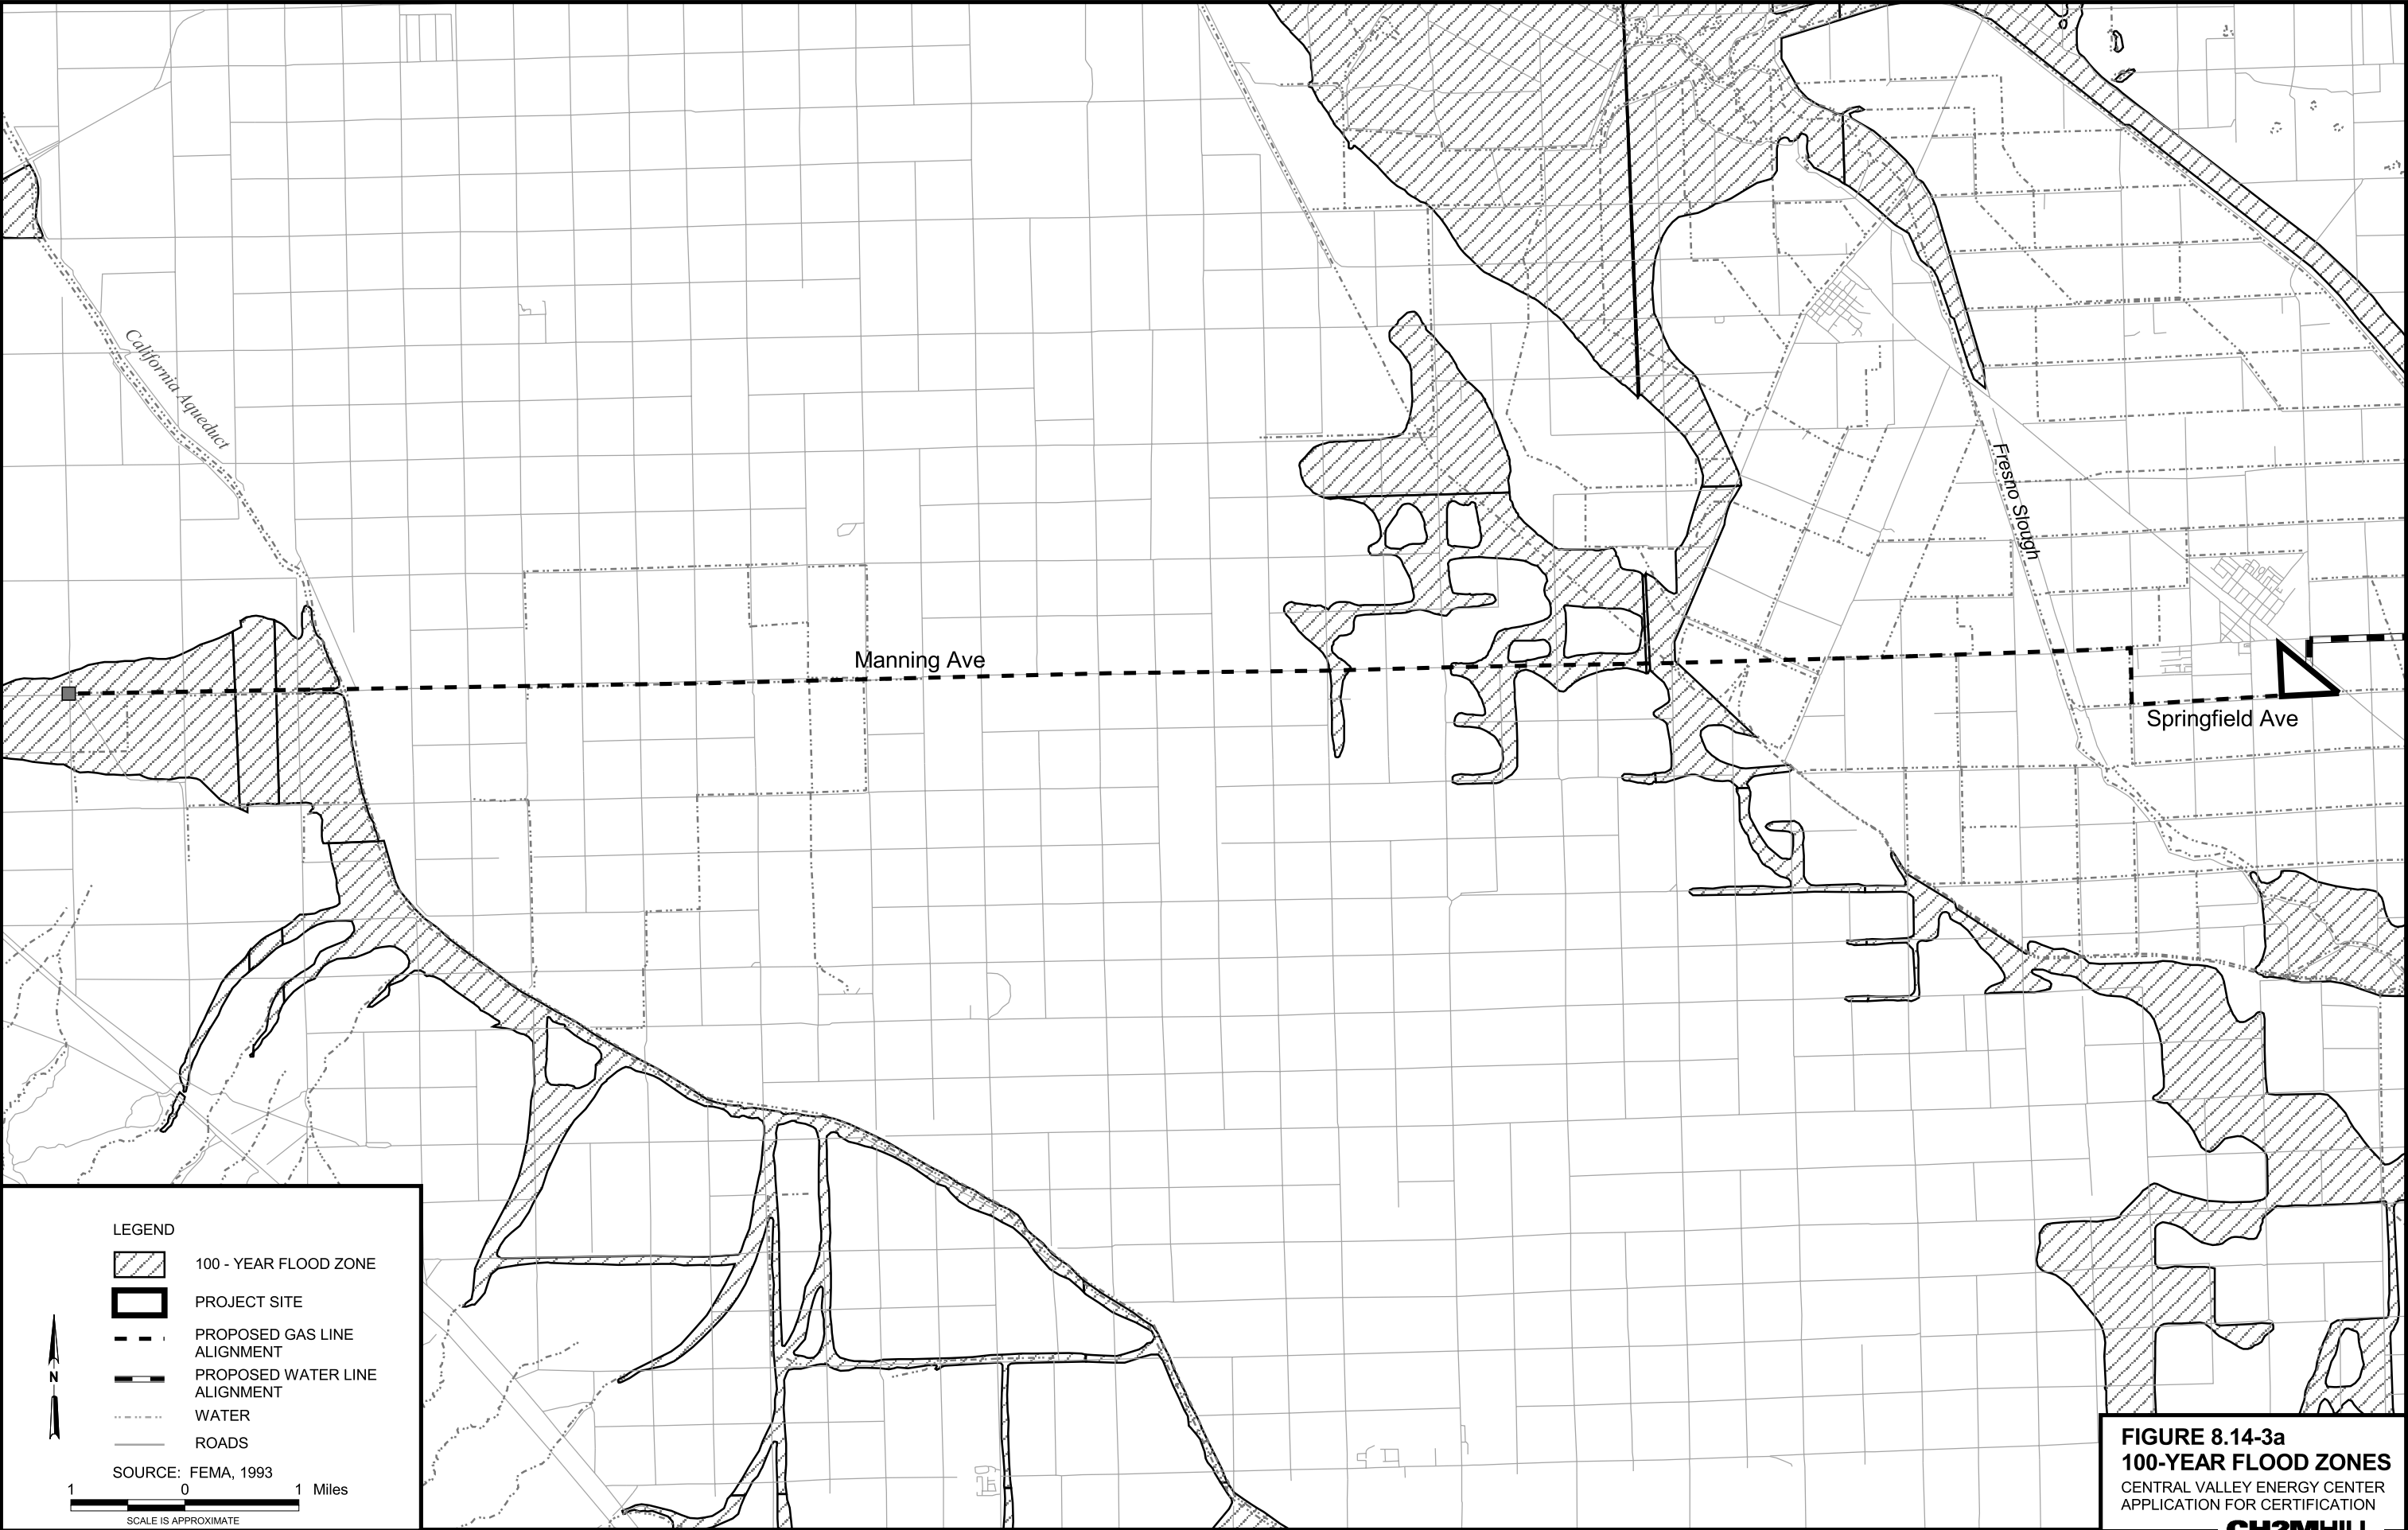 California Aqueduct
Manning Ave
Fresno Slough
Springfield Ave
LEGEND
100 - YEAR FLOOD ZONE
PROJECT SITE
PROPOSED GAS LINE
ALIGNMENT
PROPOSED WATER LINE
ALIGNMENT
WATER
ROADS
N
SOURCE: FEMA, 1993
1 0 1 Miles
SCALE IS APPROXIMATE
FIGURE 8.14-3a
100-YEAR FLOOD ZONES
CENTRAL VALLEY ENERGY CENTER
APPLICATION FOR CERTIFICATION
CH2MHILL